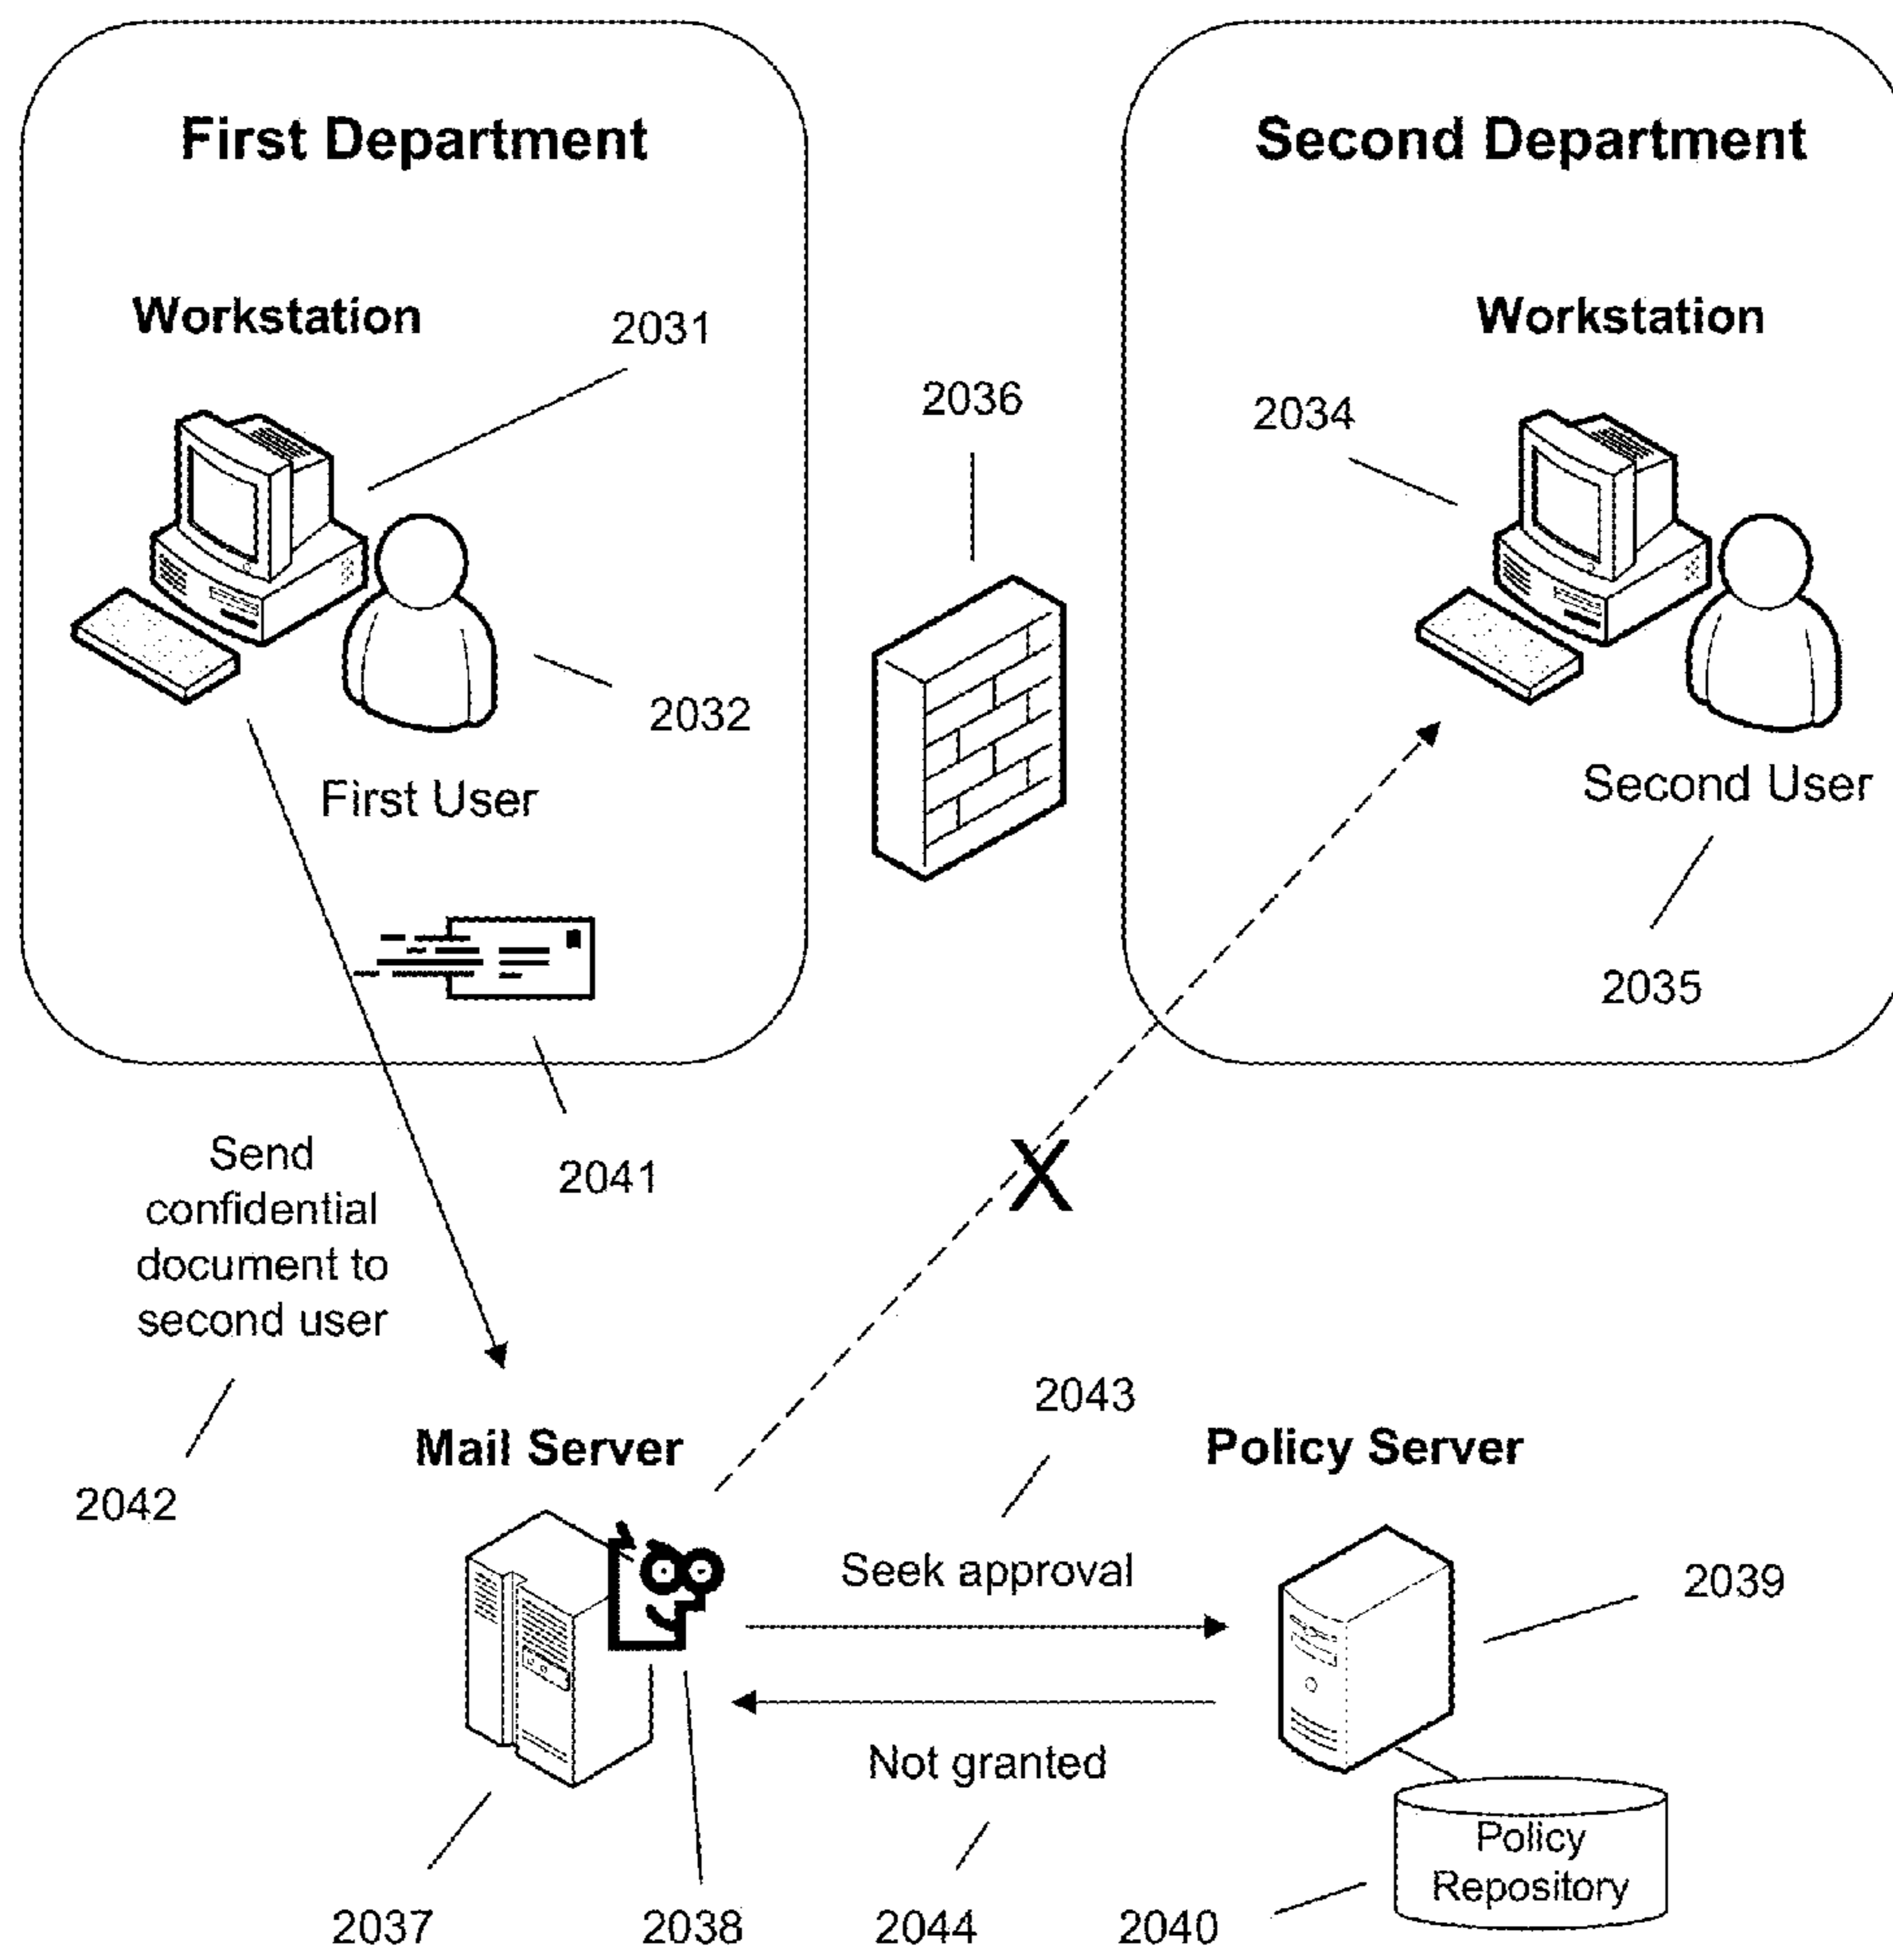 First Department
Second Department
Workstation
2031
Workstation
2036
2034
2032
First User
Second User
2035
2041
Send
confidential
document to
second user
2042
2043
Mail Server
Policy Server
Seek approval
2039
Not granted
Policy
Repository
2037
2038
2044
2040